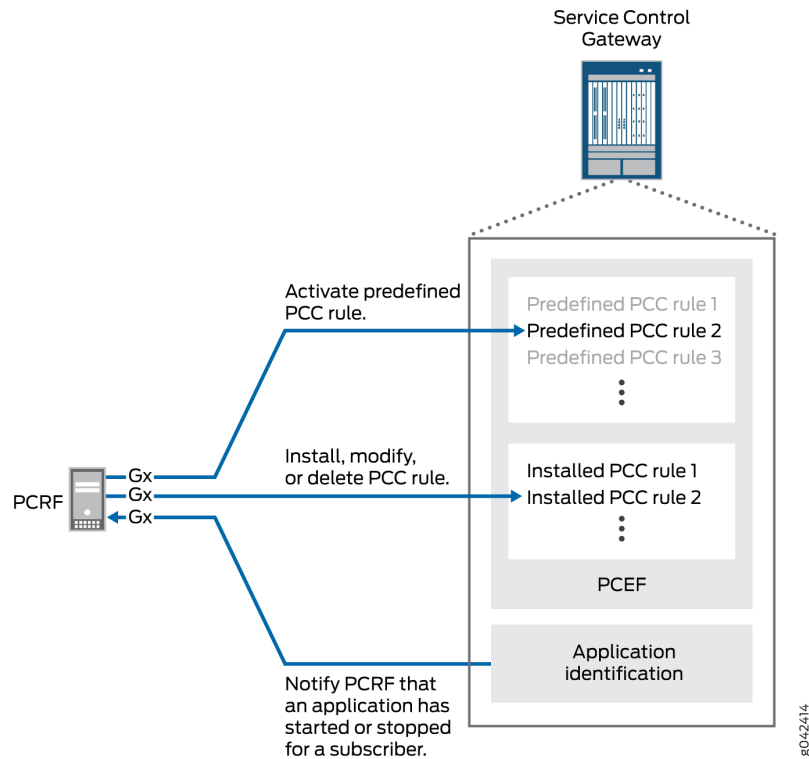 Service Control
Gateway
Activate predefined
PCC rule.
Predefined PCC rule 1
Predefined PCC rule 2
Predefined PCC rule 3
Install, modify,
or delete PCC rule.
Installed PCC rule 1
Installed PCC rule 2
PCRF
Gx
Gx
Gx
PCEF
Application
identification
Notify PCRF that
an application has
started or stopped
for a subscriber.
g042414